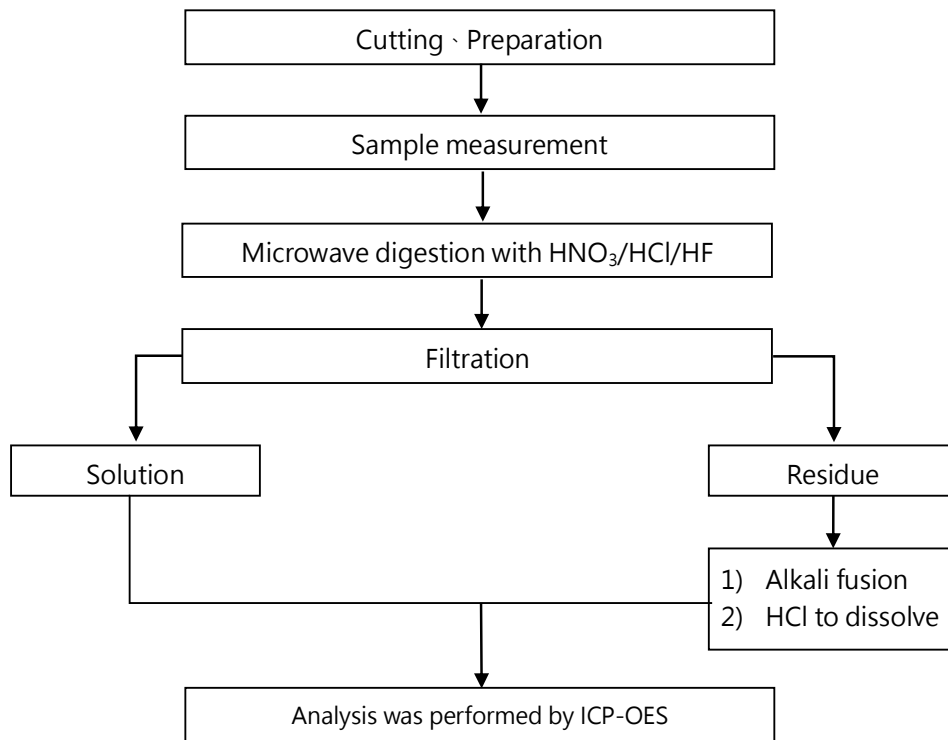 Cutting、Preparation
Sample measurement
Microwave digestion with HNO₃/HCl/HF
Filtration
Solution
Residue
1) Alkali fusion
2) HCl to dissolve
Analysis was performed by ICP-OES